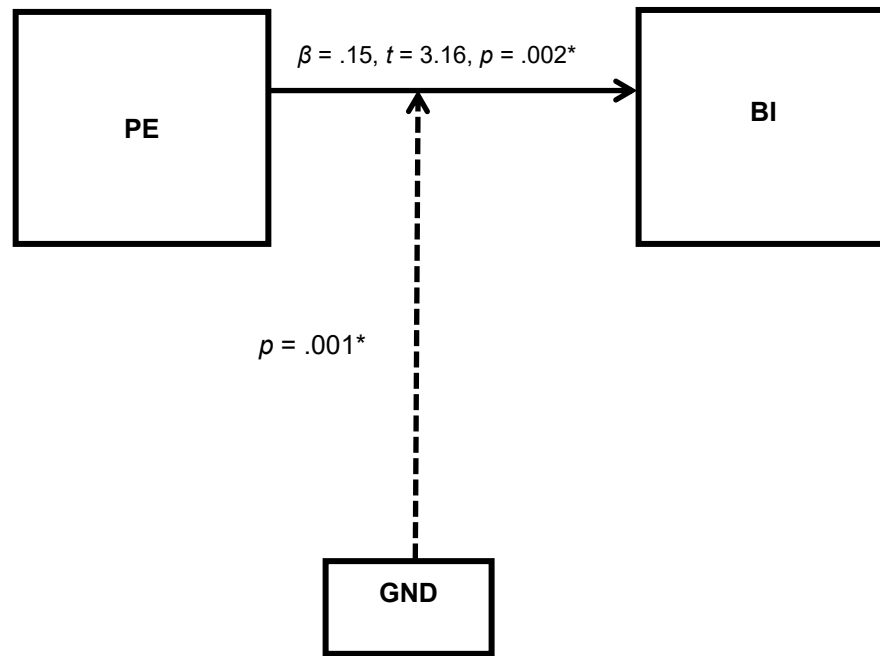 β = .15, t = 3.16, p = .002*
PE
BI
p = .001*
GND